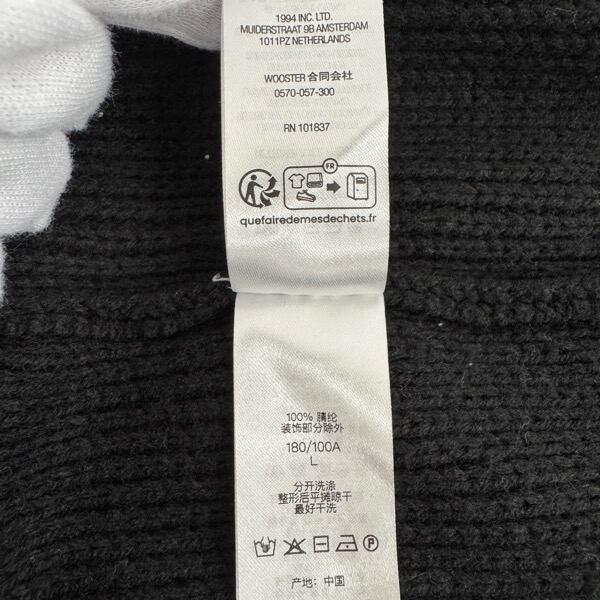 1994 INC. LTD.
MUIDERSTRAAT 9B AMSTERDAM
1011PZ NETHERLANDS
WOOSTER 合同会社
0570-057-300
RN 101837
FR
quefairedemesdechets.fr
100% 腈纶
装饰部分除外
180/100A
L
分开洗涤
整形后平摊晾干
最好干洗
P
产地: 中国